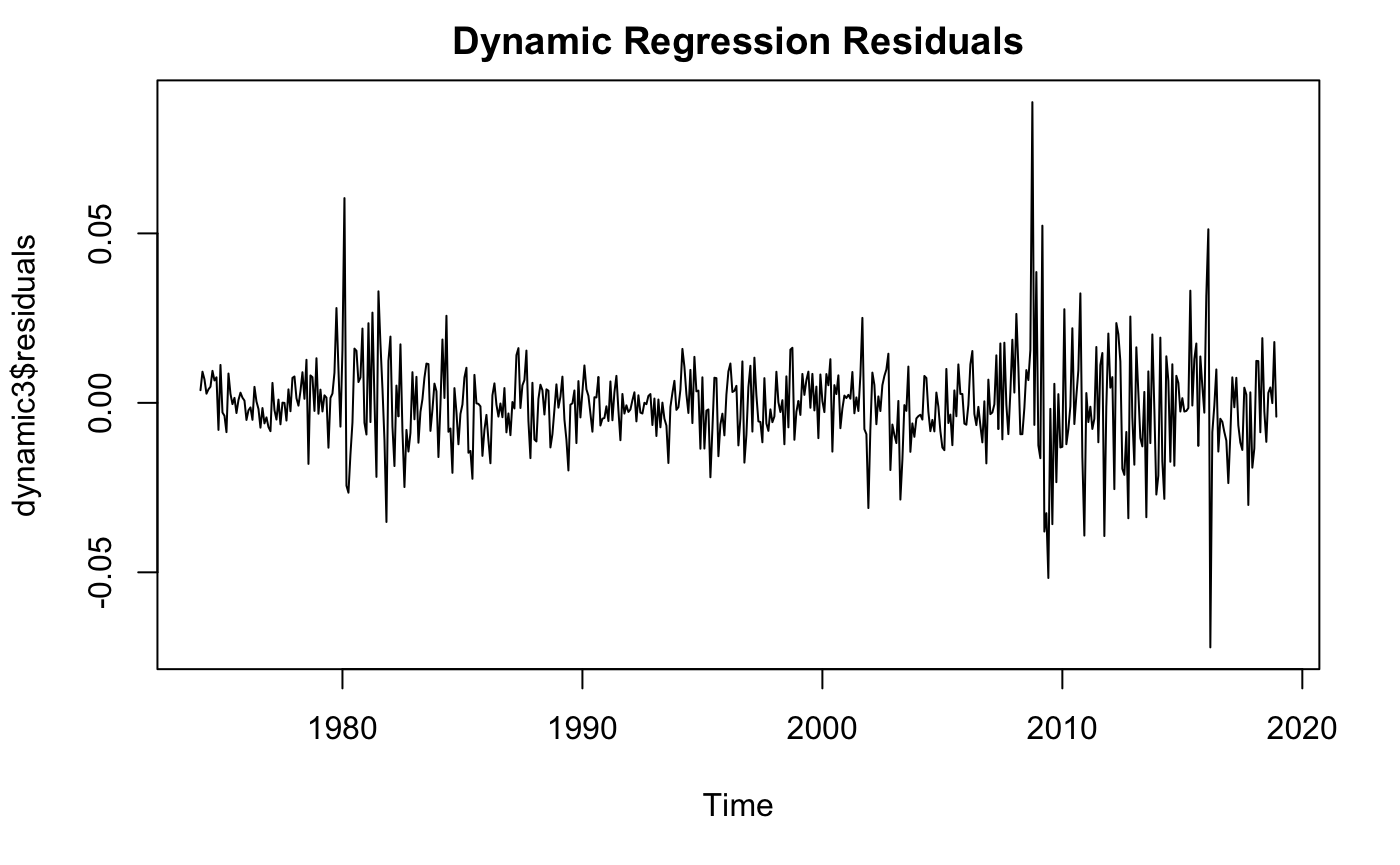 Dynamic Regression Residuals
dynamic3$residuals
0.05
0.00
-0.05
1980 1990 2000 2010 2020
Time